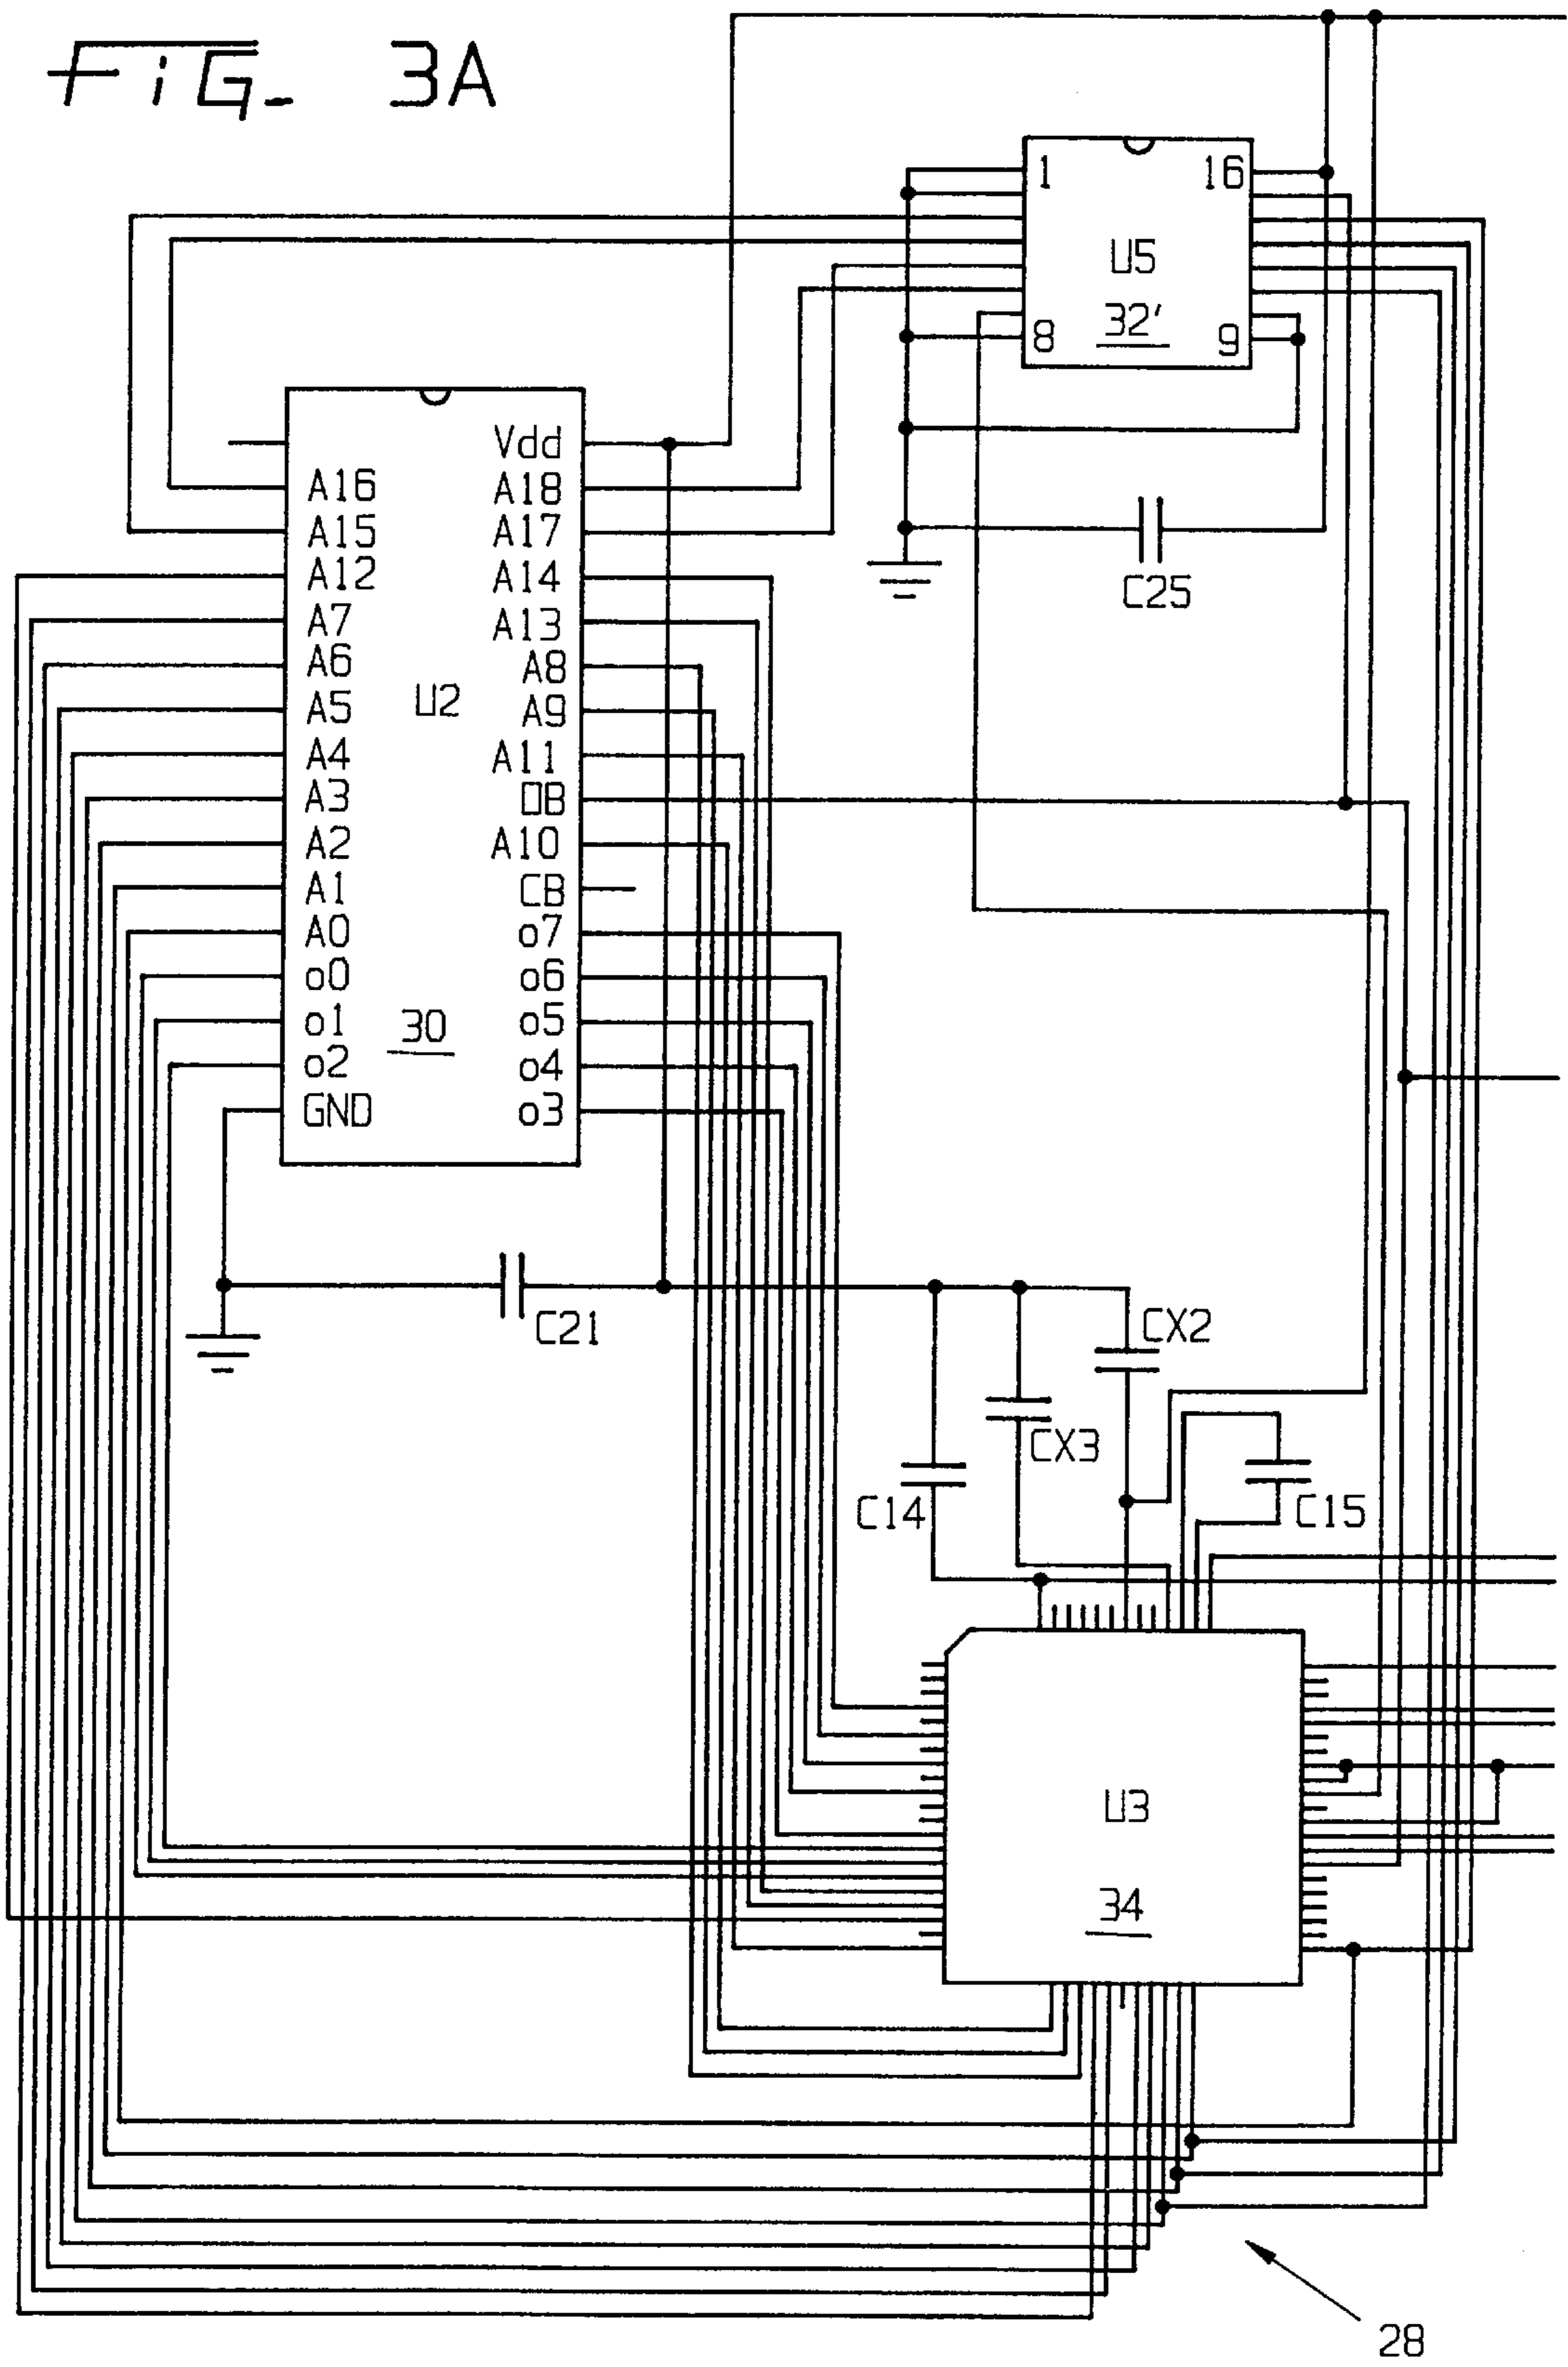 FiG. 3A
1 16
U5
32'
8 9
Vdd
A16 A18
A15 A17
A12 A14
A7 A13
A6 A8
U2
A5 A9
A4 A11
A3 OB
A2 A10
A1 CB
A0 o7
o0 o6
o1 30 o5
o2 o4
GND o3
C25
C21
CX2
CX3
C14
C15
U3
34
28